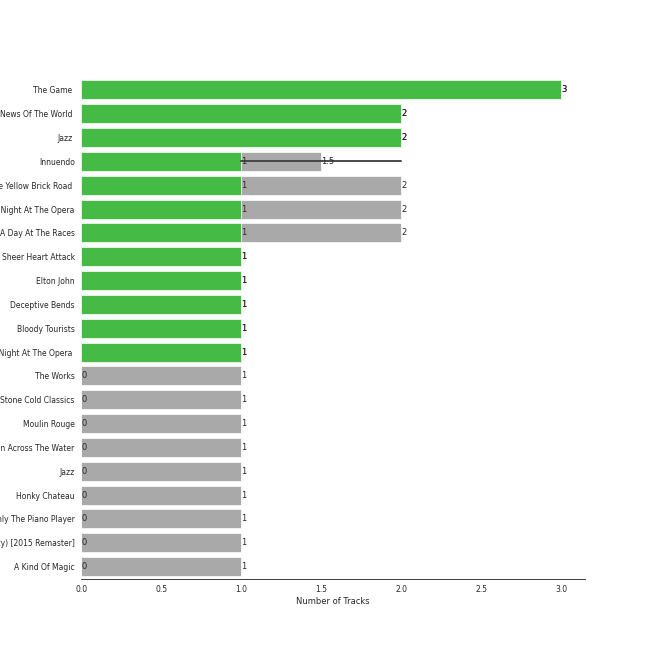 The Game 3
News Of The World 2
Jazz 2
Innuendo 1 1.5
Yellow Brick Road 1 2
Night At The Opera 1 2
A Day At The Races 1 2
Sheer Heart Attack 1
Elton John 1
Deceptive Bends 1
Bloody Tourists 1
Night At The Opera 1
The Works 0 1
Stone Cold Classics 0 1
Moulin Rouge 0 1
Across The Water 0 1
Jazz 0 1
Honky Chateau 0 1
The Piano Player 0 1
[2015 Remaster] 0 1
A Kind Of Magic 0 1
0.0 0.5 1.0 1.5 2.0 2.5 3.0
Number of Tracks